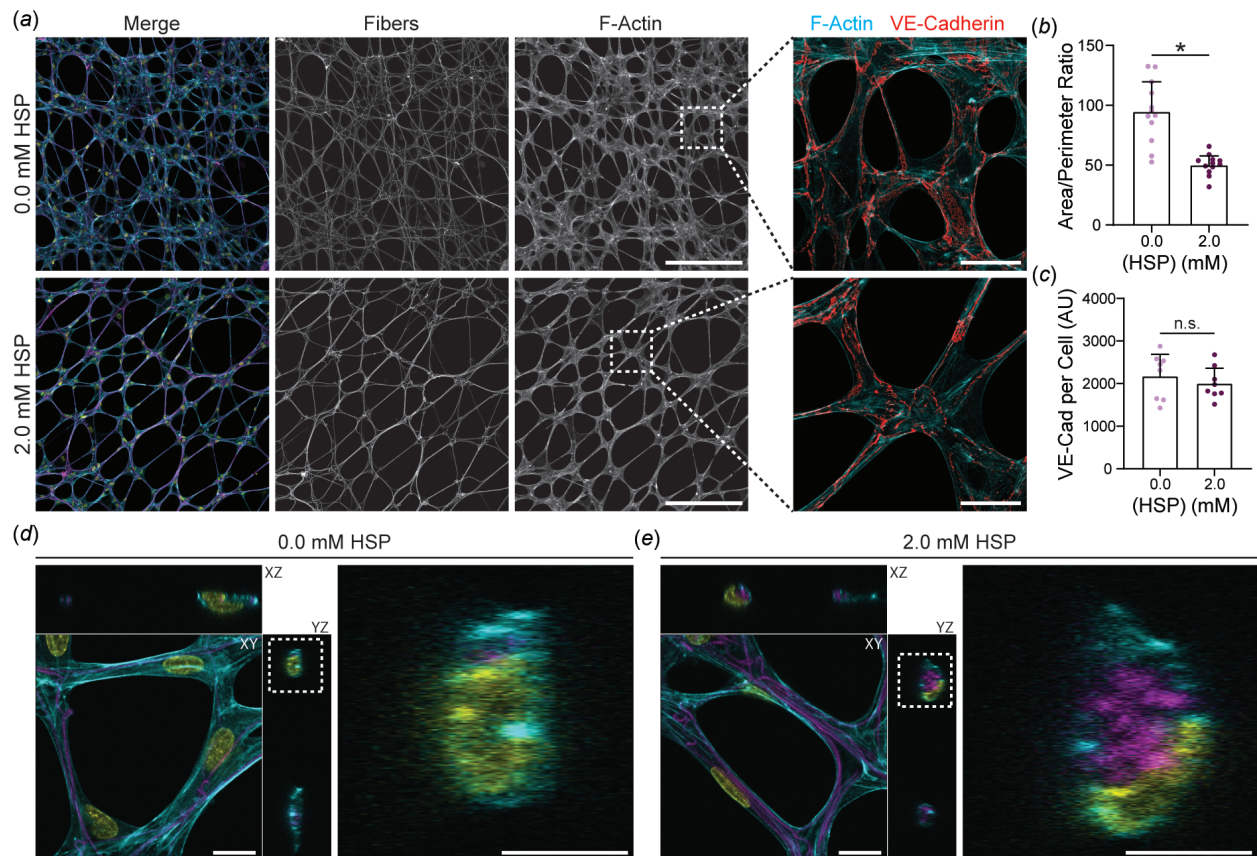 (a) Merge Fibers F-Actin F-Actin VE-Cadherin
0.0 mM HSP
2.0 mM HSP
(b)
Area/Perimeter Ratio
150
100
50
0
*
0.0 2.0
(HSP) (mM)
(c)
VE-Cad per Cell (AU)
4000
3000
2000
1000
0
n.s.
0.0 2.0
(HSP) (mM)
(d) 0.0 mM HSP
XZ
YZ
XY
(e) 2.0 mM HSP
XZ
YZ
XY